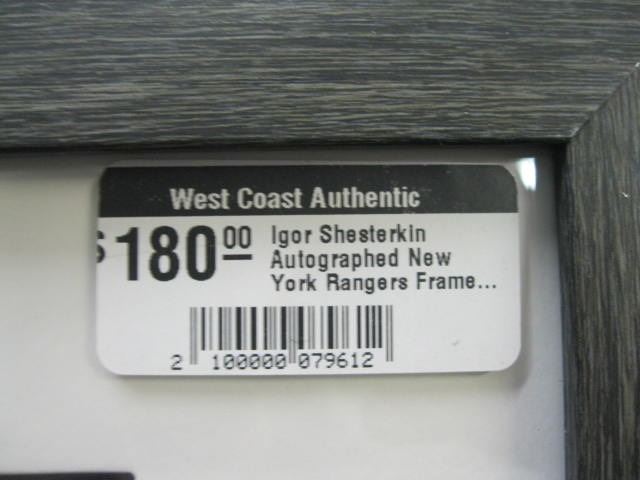 West Coast Authentic
$180.00
Igor Shesterkin
Autographed New
York Rangers Frame...
2 100000 079612